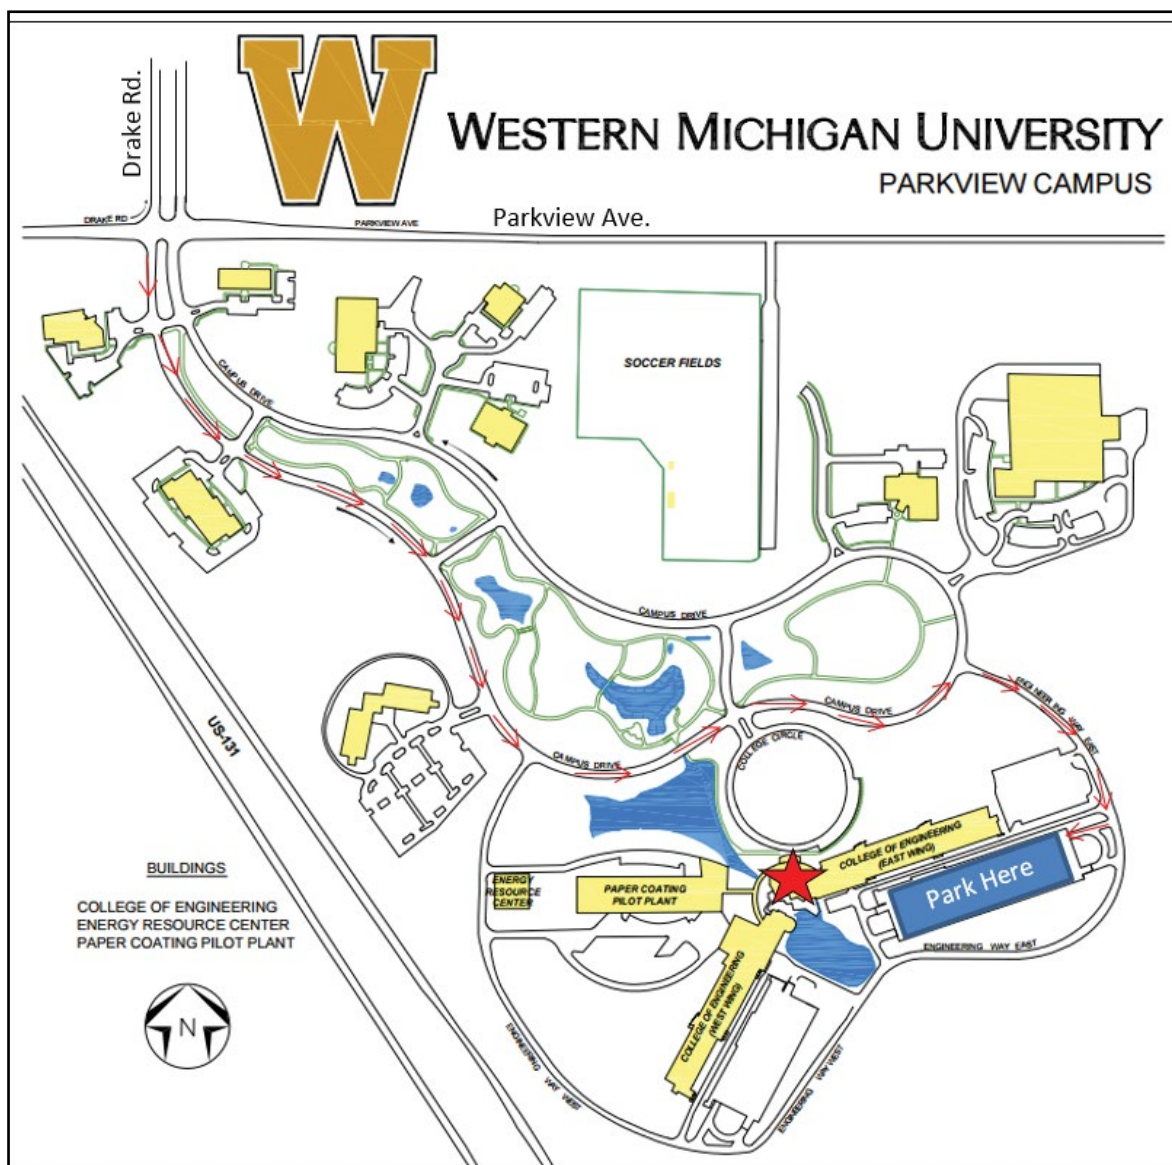 Drake Rd.
W
WESTERN MICHIGAN UNIVERSITY
PARKVIEW CAMPUS
DRAKE RD
PARKVIEW AVE
Parkview Ave.
SOCCER FIELDS
CAMPUS DRIVE
CAMPUS DRIVE
CAMPUS DRIVE
ENGINEERING WAY EAST
US-131
COLLEGE CIRCLE
CAMPUS DRIVE
COLLEGE OF ENGINEERING
(EAST WING)
BUILDINGS
COLLEGE OF ENGINEERING
ENERGY RESOURCE CENTER
PAPER COATING PILOT PLANT
ENERGY
RESOURCE
CENTER
PAPER COATING
PILOT PLANT
Park Here
ENGINEERING WAY EAST
COLLEGE OF ENGINEERING
(WEST WING)
N
ENGINEERING WAY WEST
ENGINEERING WAY WEST